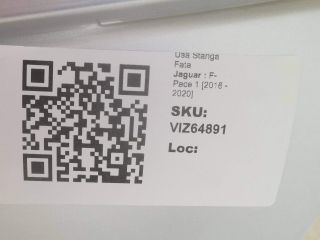 Usa Stanga
Fata
Jaguar : F-
Pace 1 [2016 -
2020]
SKU:
VIZ64891
Loc: